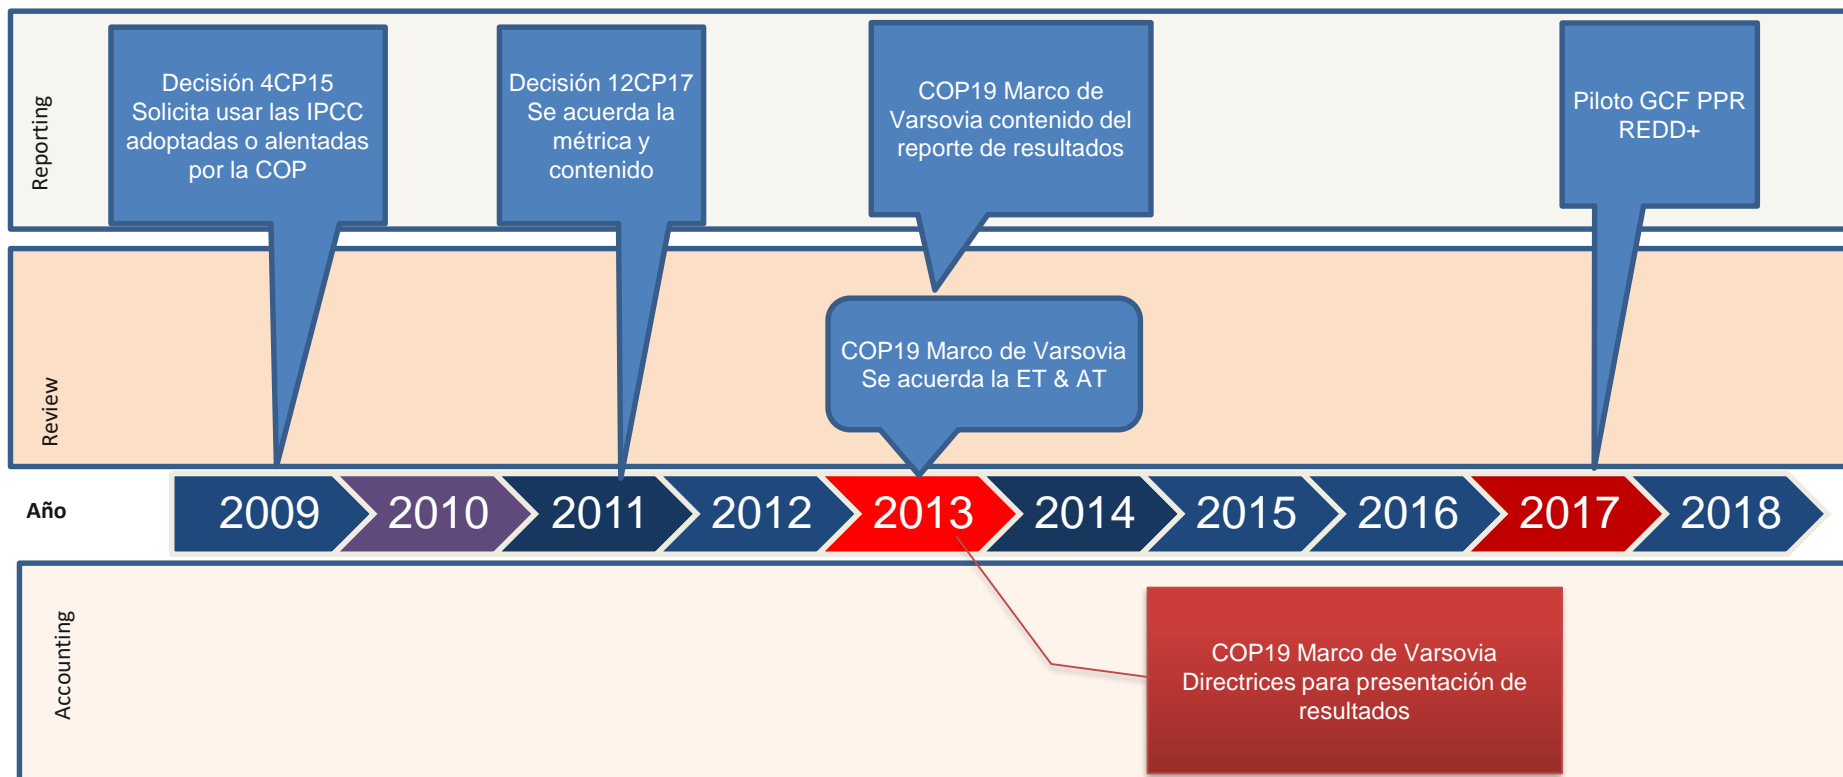 Reporting
Decisión 4CP15
Solicita usar las IPCC
adoptadas o alentadas
por la COP
Decisión 12CP17
Se acuerda la
métrica y
contenido
COP19 Marco de
Varsovia contenido del
reporte de resultados
Piloto GCF PPR
REDD+
Review
COP19 Marco de Varsovia
Se acuerda la ET & AT
Año
2009
2010
2011
2012
2013
2014
2015
2016
2017
2018
Accounting
COP19 Marco de Varsovia
Directrices para presentación de
resultados